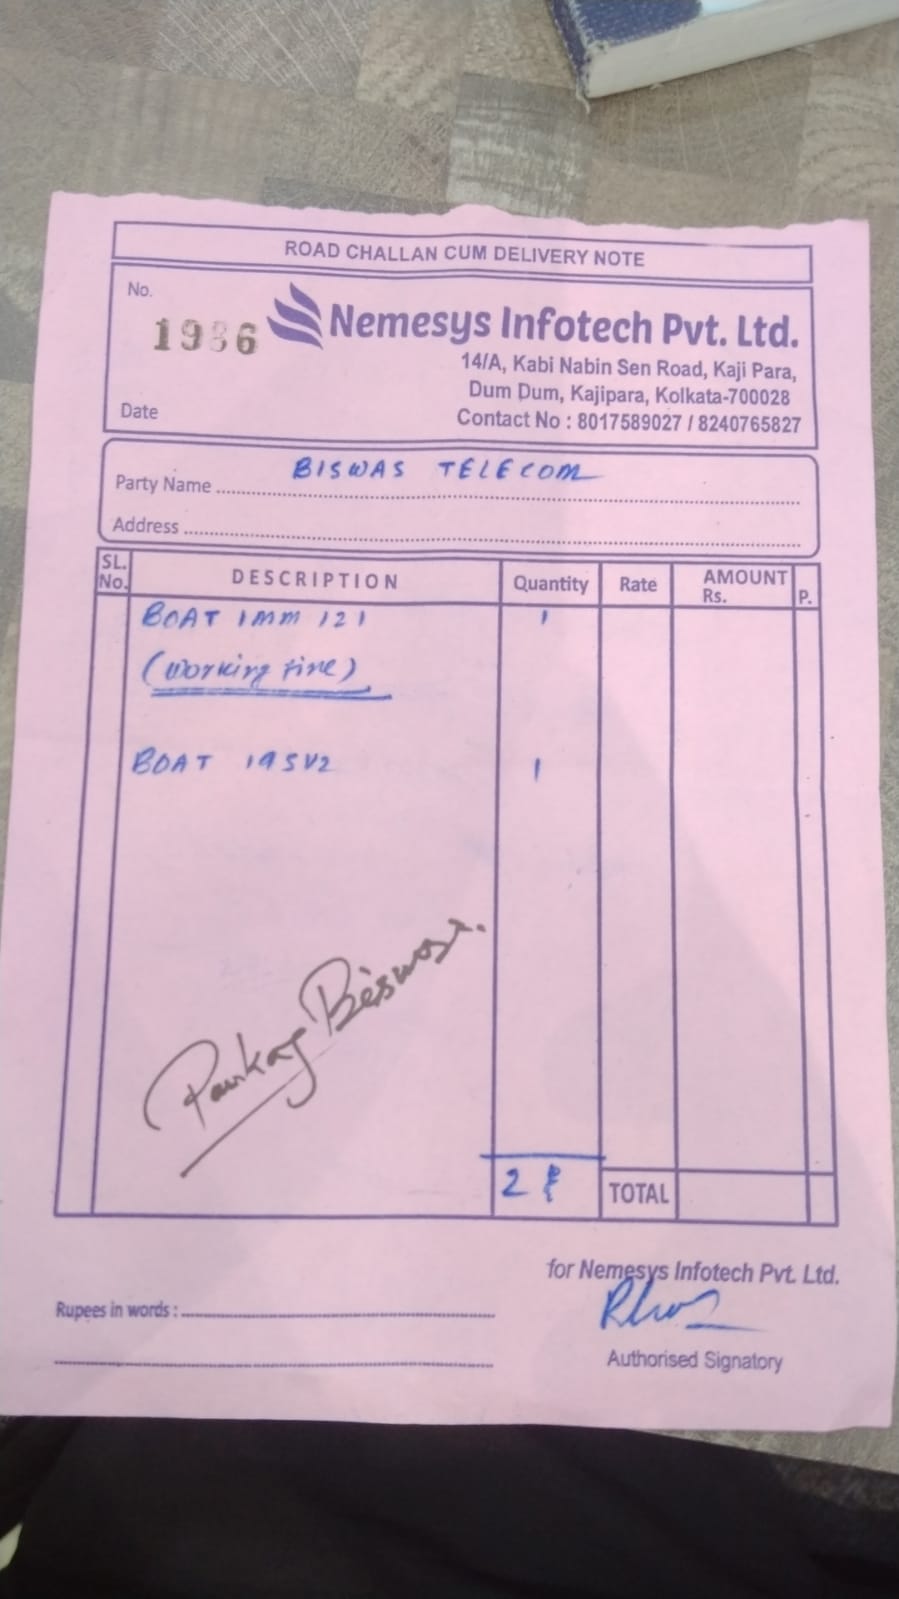 ROAD CHALLAN CUM DELIVERY NOTE
No.
1986
Nemesys Infotech Pvt. Ltd.
14/A, Kabi Nabin Sen Road, Kaji Para,
Dum Dum, Kajipara, Kolkata-700028
Contact No : 8017589027 / 8240765827
Date
Party Name BISWAS TELECOM
Address
SL. No. DESCRIPTION Quantity Rate AMOUNT Rs. P.
BOAT IMM 121 1
(Working fine)
BOAT 195V2 1
Pankaj Biswas.
2 TOTAL
for Nemesys Infotech Pvt. Ltd.
Rupees in words :
Authorised Signatory